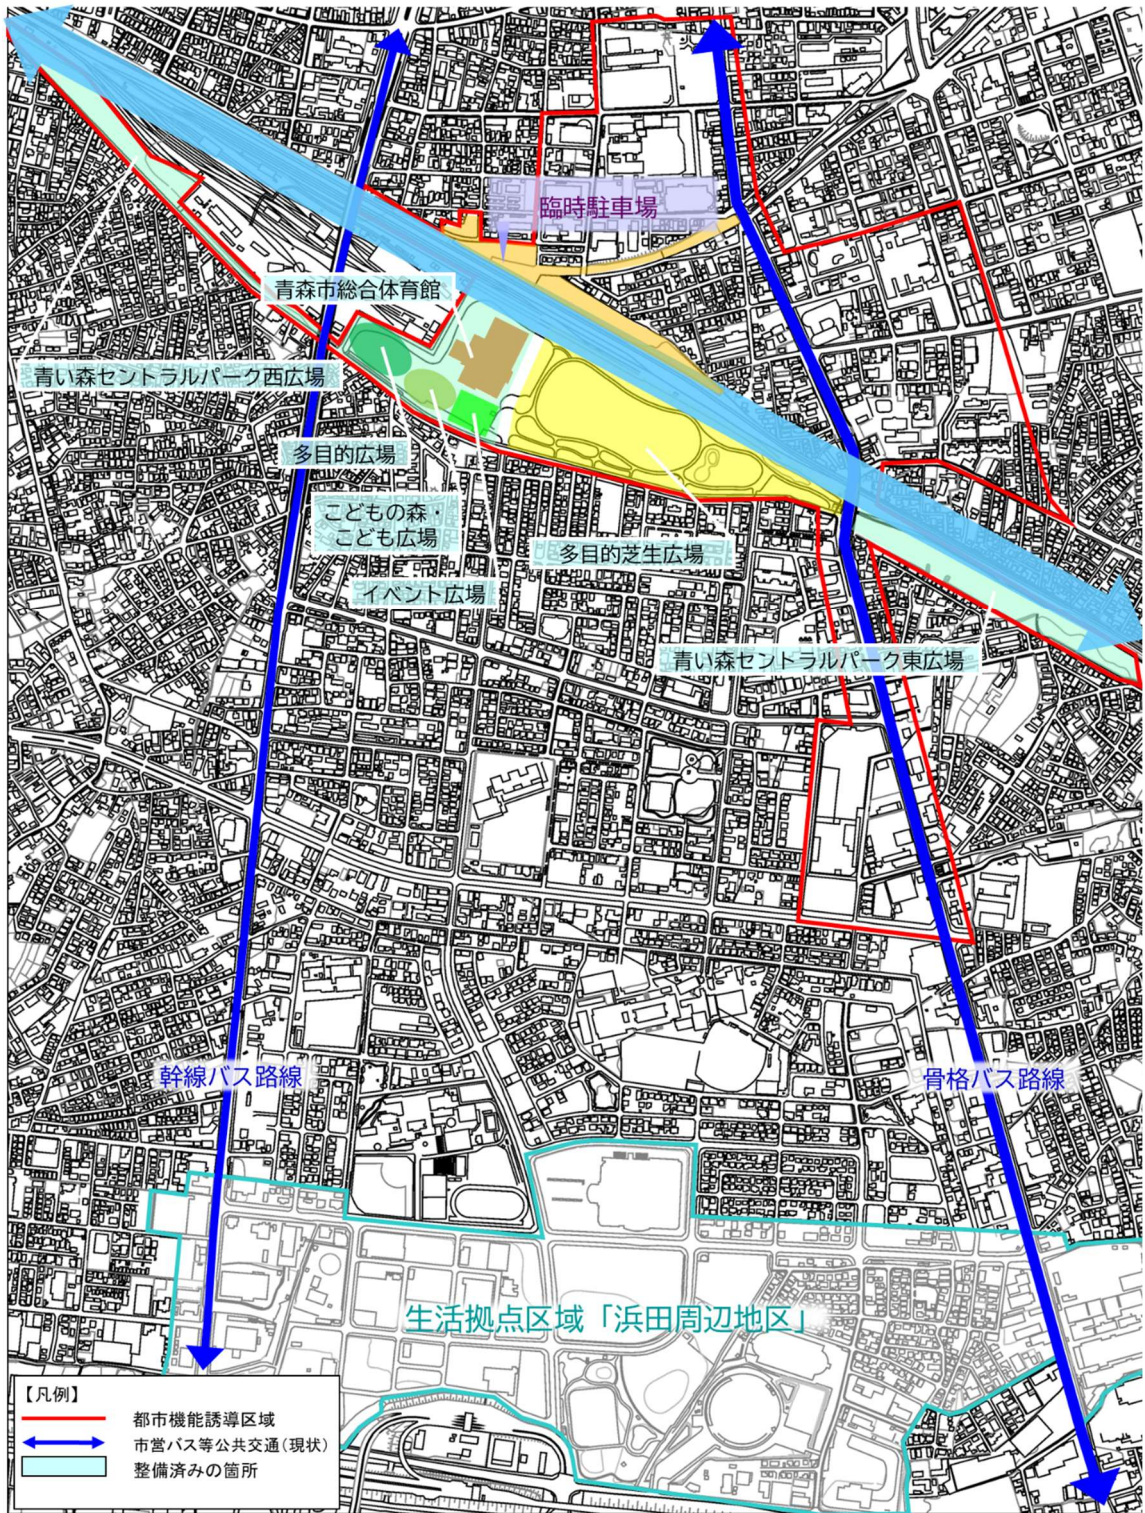 臨時駐車場
青森市総合体育館
青い森セントラルパーク西広場
多目的広場
こどもの森・
こども広場
多目的芝生広場
イベント広場
青い森セントラルパーク東広場
幹線バス路線
骨格バス路線
生活拠点区域「浜田周辺地区」
【凡例】
都市機能誘導区域
市営バス等公共交通(現状)
整備済みの箇所